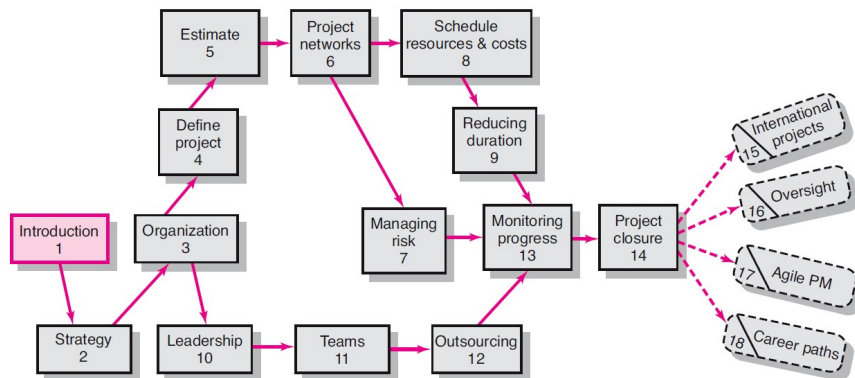 Estimate
5
Project
networks
6
Schedule
resources & costs
8
Define
project
4
Reducing
duration
9
International
projects
15
Introduction
1
Organization
3
Managing
risk
7
Monitoring
progress
13
Project
closure
14
Oversight
16
Agile PM
17
Strategy
2
Leadership
10
Teams
11
Outsourcing
12
Career paths
18